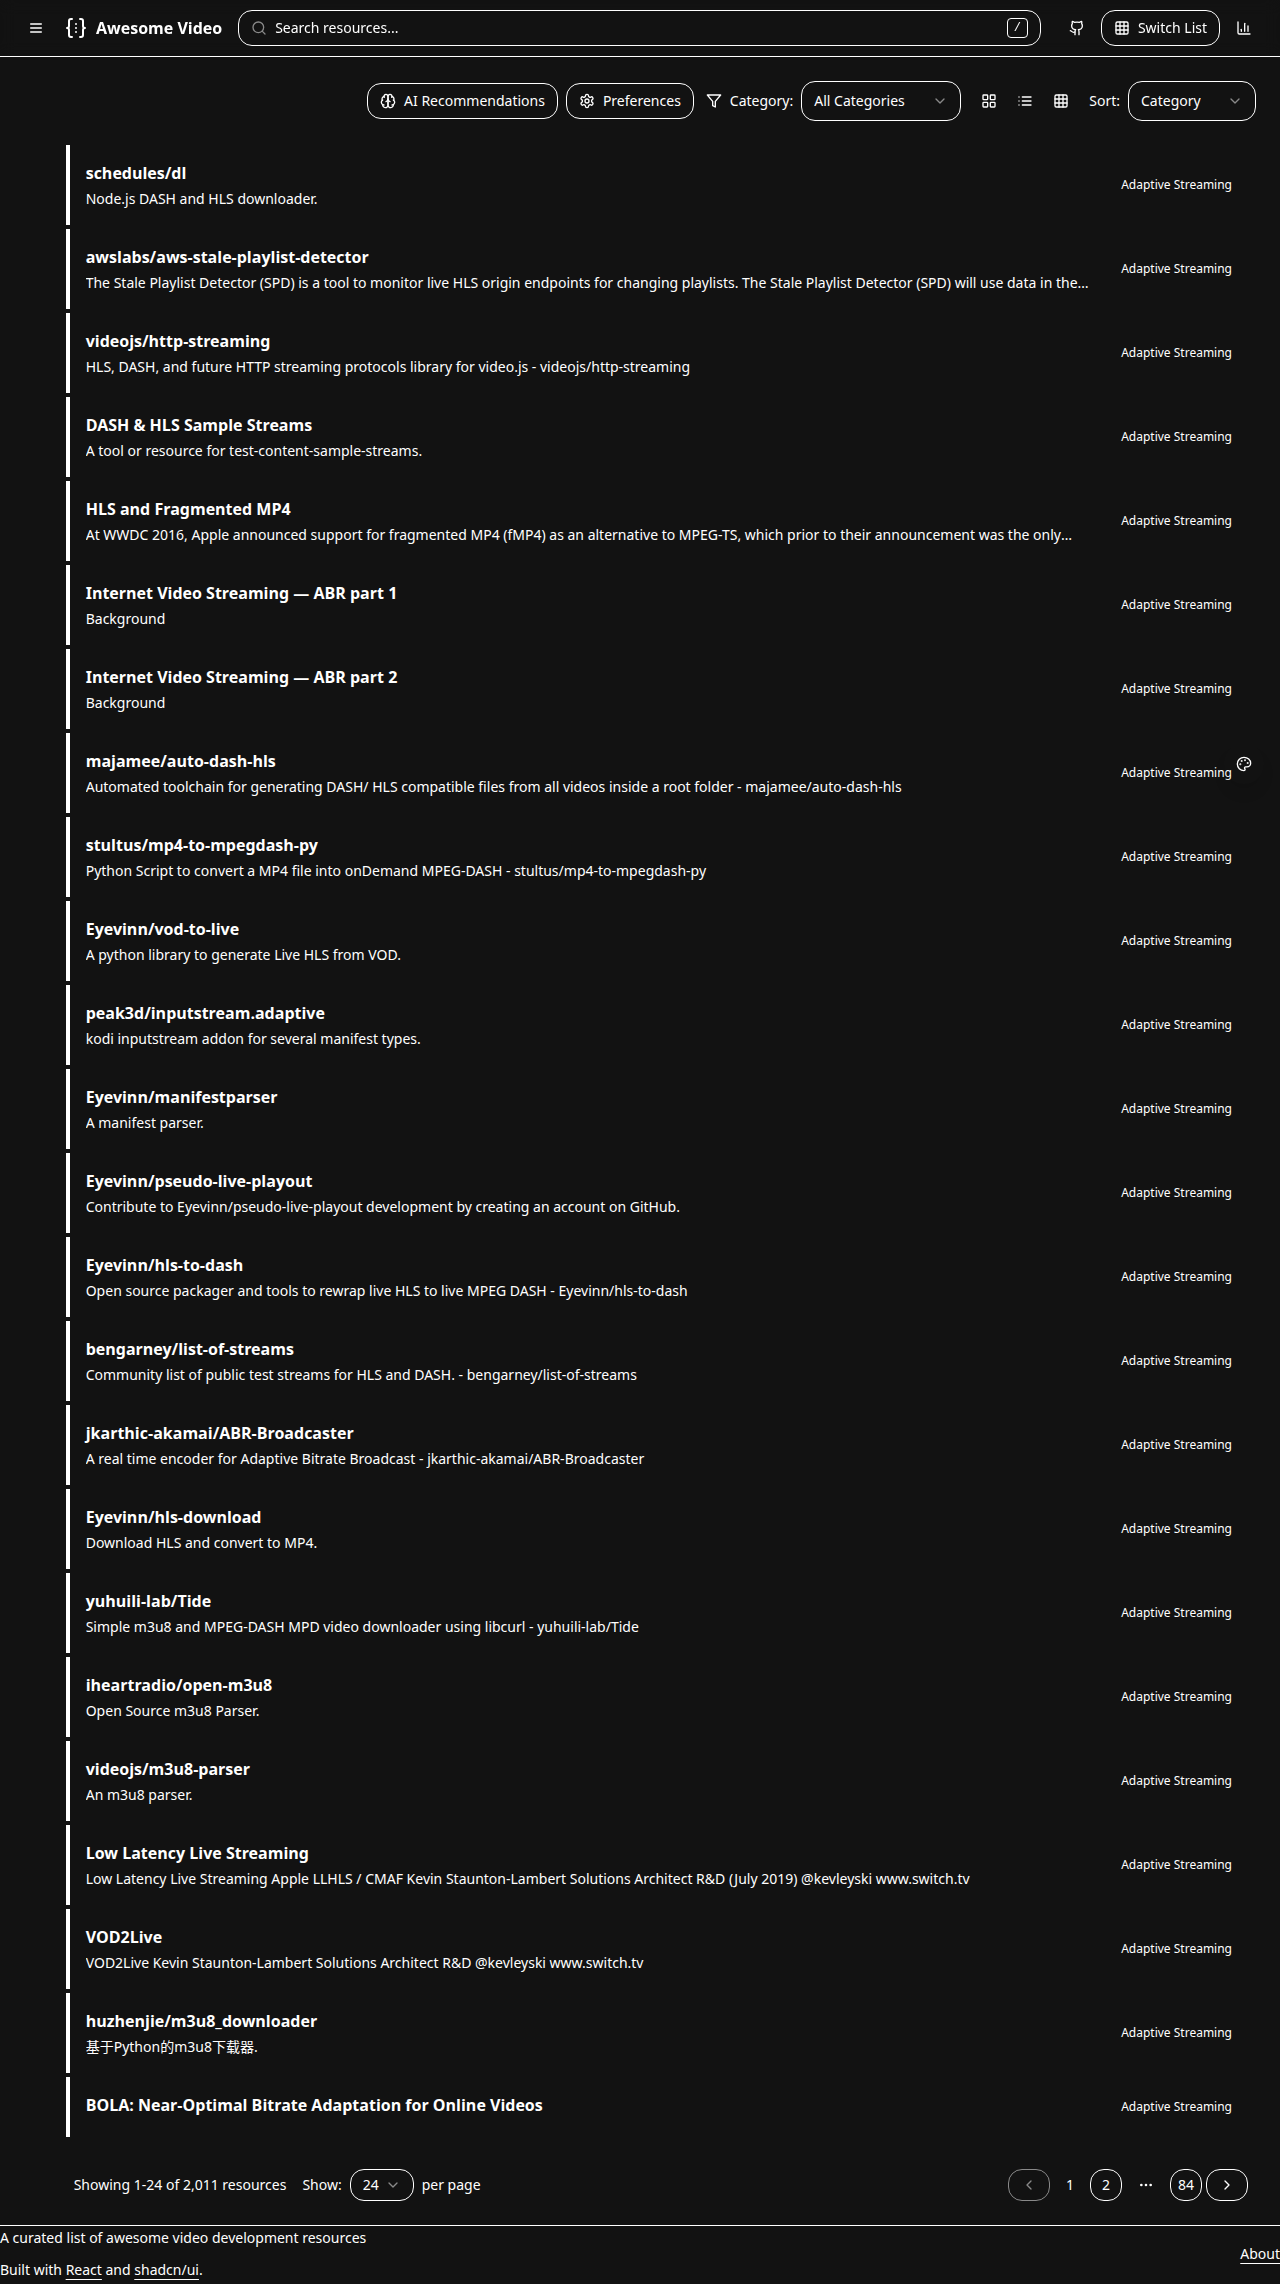 Awesome Video
Search resources...
/
Switch List
AI Recommendations
Preferences
Category:
All Categories
Sort:
Category
schedules/dl
Node.js DASH and HLS downloader.
Adaptive Streaming
awslabs/aws-stale-playlist-detector
The Stale Playlist Detector (SPD) is a tool to monitor live HLS origin endpoints for changing playlists. The Stale Playlist Detector (SPD) will use data in the...
Adaptive Streaming
videojs/http-streaming
HLS, DASH, and future HTTP streaming protocols library for video.js - videojs/http-streaming
Adaptive Streaming
DASH & HLS Sample Streams
A tool or resource for test-content-sample-streams.
Adaptive Streaming
HLS and Fragmented MP4
At WWDC 2016, Apple announced support for fragmented MP4 (fMP4) as an alternative to MPEG-TS, which prior to their announcement was the only...
Adaptive Streaming
Internet Video Streaming — ABR part 1
Background
Adaptive Streaming
Internet Video Streaming — ABR part 2
Background
Adaptive Streaming
majamee/auto-dash-hls
Automated toolchain for generating DASH/ HLS compatible files from all videos inside a root folder - majamee/auto-dash-hls
Adaptive Streaming
stultus/mp4-to-mpegdash-py
Python Script to convert a MP4 file into onDemand MPEG-DASH - stultus/mp4-to-mpegdash-py
Adaptive Streaming
Eyevinn/vod-to-live
A python library to generate Live HLS from VOD.
Adaptive Streaming
peak3d/inputstream.adaptive
kodi inputstream addon for several manifest types.
Adaptive Streaming
Eyevinn/manifestparser
A manifest parser.
Adaptive Streaming
Eyevinn/pseudo-live-playout
Contribute to Eyevinn/pseudo-live-playout development by creating an account on GitHub.
Adaptive Streaming
Eyevinn/hls-to-dash
Open source packager and tools to rewrap live HLS to live MPEG DASH - Eyevinn/hls-to-dash
Adaptive Streaming
bengarney/list-of-streams
Community list of public test streams for HLS and DASH. - bengarney/list-of-streams
Adaptive Streaming
jkarthic-akamai/ABR-Broadcaster
A real time encoder for Adaptive Bitrate Broadcast - jkarthic-akamai/ABR-Broadcaster
Adaptive Streaming
Eyevinn/hls-download
Download HLS and convert to MP4.
Adaptive Streaming
yuhuili-lab/Tide
Simple m3u8 and MPEG-DASH MPD video downloader using libcurl - yuhuili-lab/Tide
Adaptive Streaming
iheartradio/open-m3u8
Open Source m3u8 Parser.
Adaptive Streaming
videojs/m3u8-parser
An m3u8 parser.
Adaptive Streaming
Low Latency Live Streaming
Low Latency Live Streaming Apple LLHLS / CMAF Kevin Staunton-Lambert Solutions Architect R&D (July 2019) @kevleyski www.switch.tv
Adaptive Streaming
VOD2Live
VOD2Live Kevin Staunton-Lambert Solutions Architect R&D @kevleyski www.switch.tv
Adaptive Streaming
huzhenjie/m3u8_downloader
基于Python的m3u8下载器.
Adaptive Streaming
BOLA: Near-Optimal Bitrate Adaptation for Online Videos
Adaptive Streaming
Showing 1-24 of 2,011 resources
Show:
24
per page
1
2
...
84
A curated list of awesome video development resources
Built with React and shadcn/ui.
About